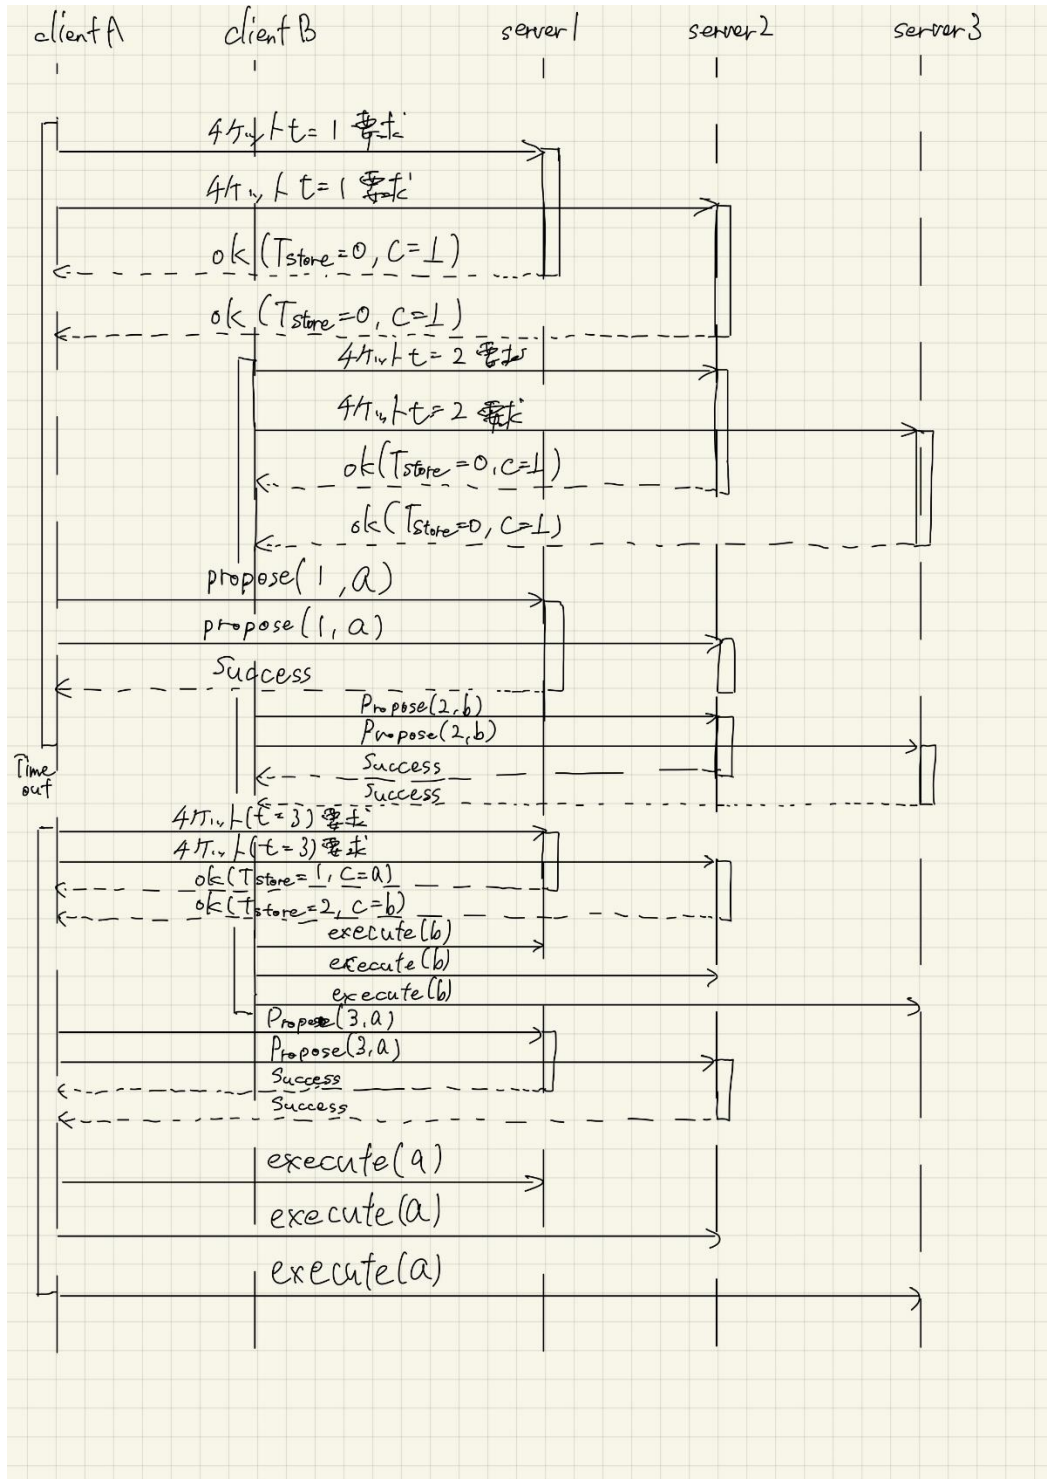 clientA clientB server1 server2 server3
チケットt=1 要求
チケットt=1 要求
ok(Tstore=0, C=⊥)
ok(Tstore=0, C=⊥)
チケットt=2 要求
チケットt=2 要求
ok(Tstore=0, C=⊥)
ok(Tstore=0, C=⊥)
propose(1, a)
propose(1, a)
Success
Propose(2,b)
Propose(2,b)
Success
Time out
Success
チケット(t=3)要求
チケット(t=3)要求
ok(Tstore=1, C=a)
ok(Tstore=2, C=b)
execute(b)
execute(b)
execute(b)
Propose(3,a)
Propose(3,a)
Success
Success
execute(a)
execute(a)
execute(a)